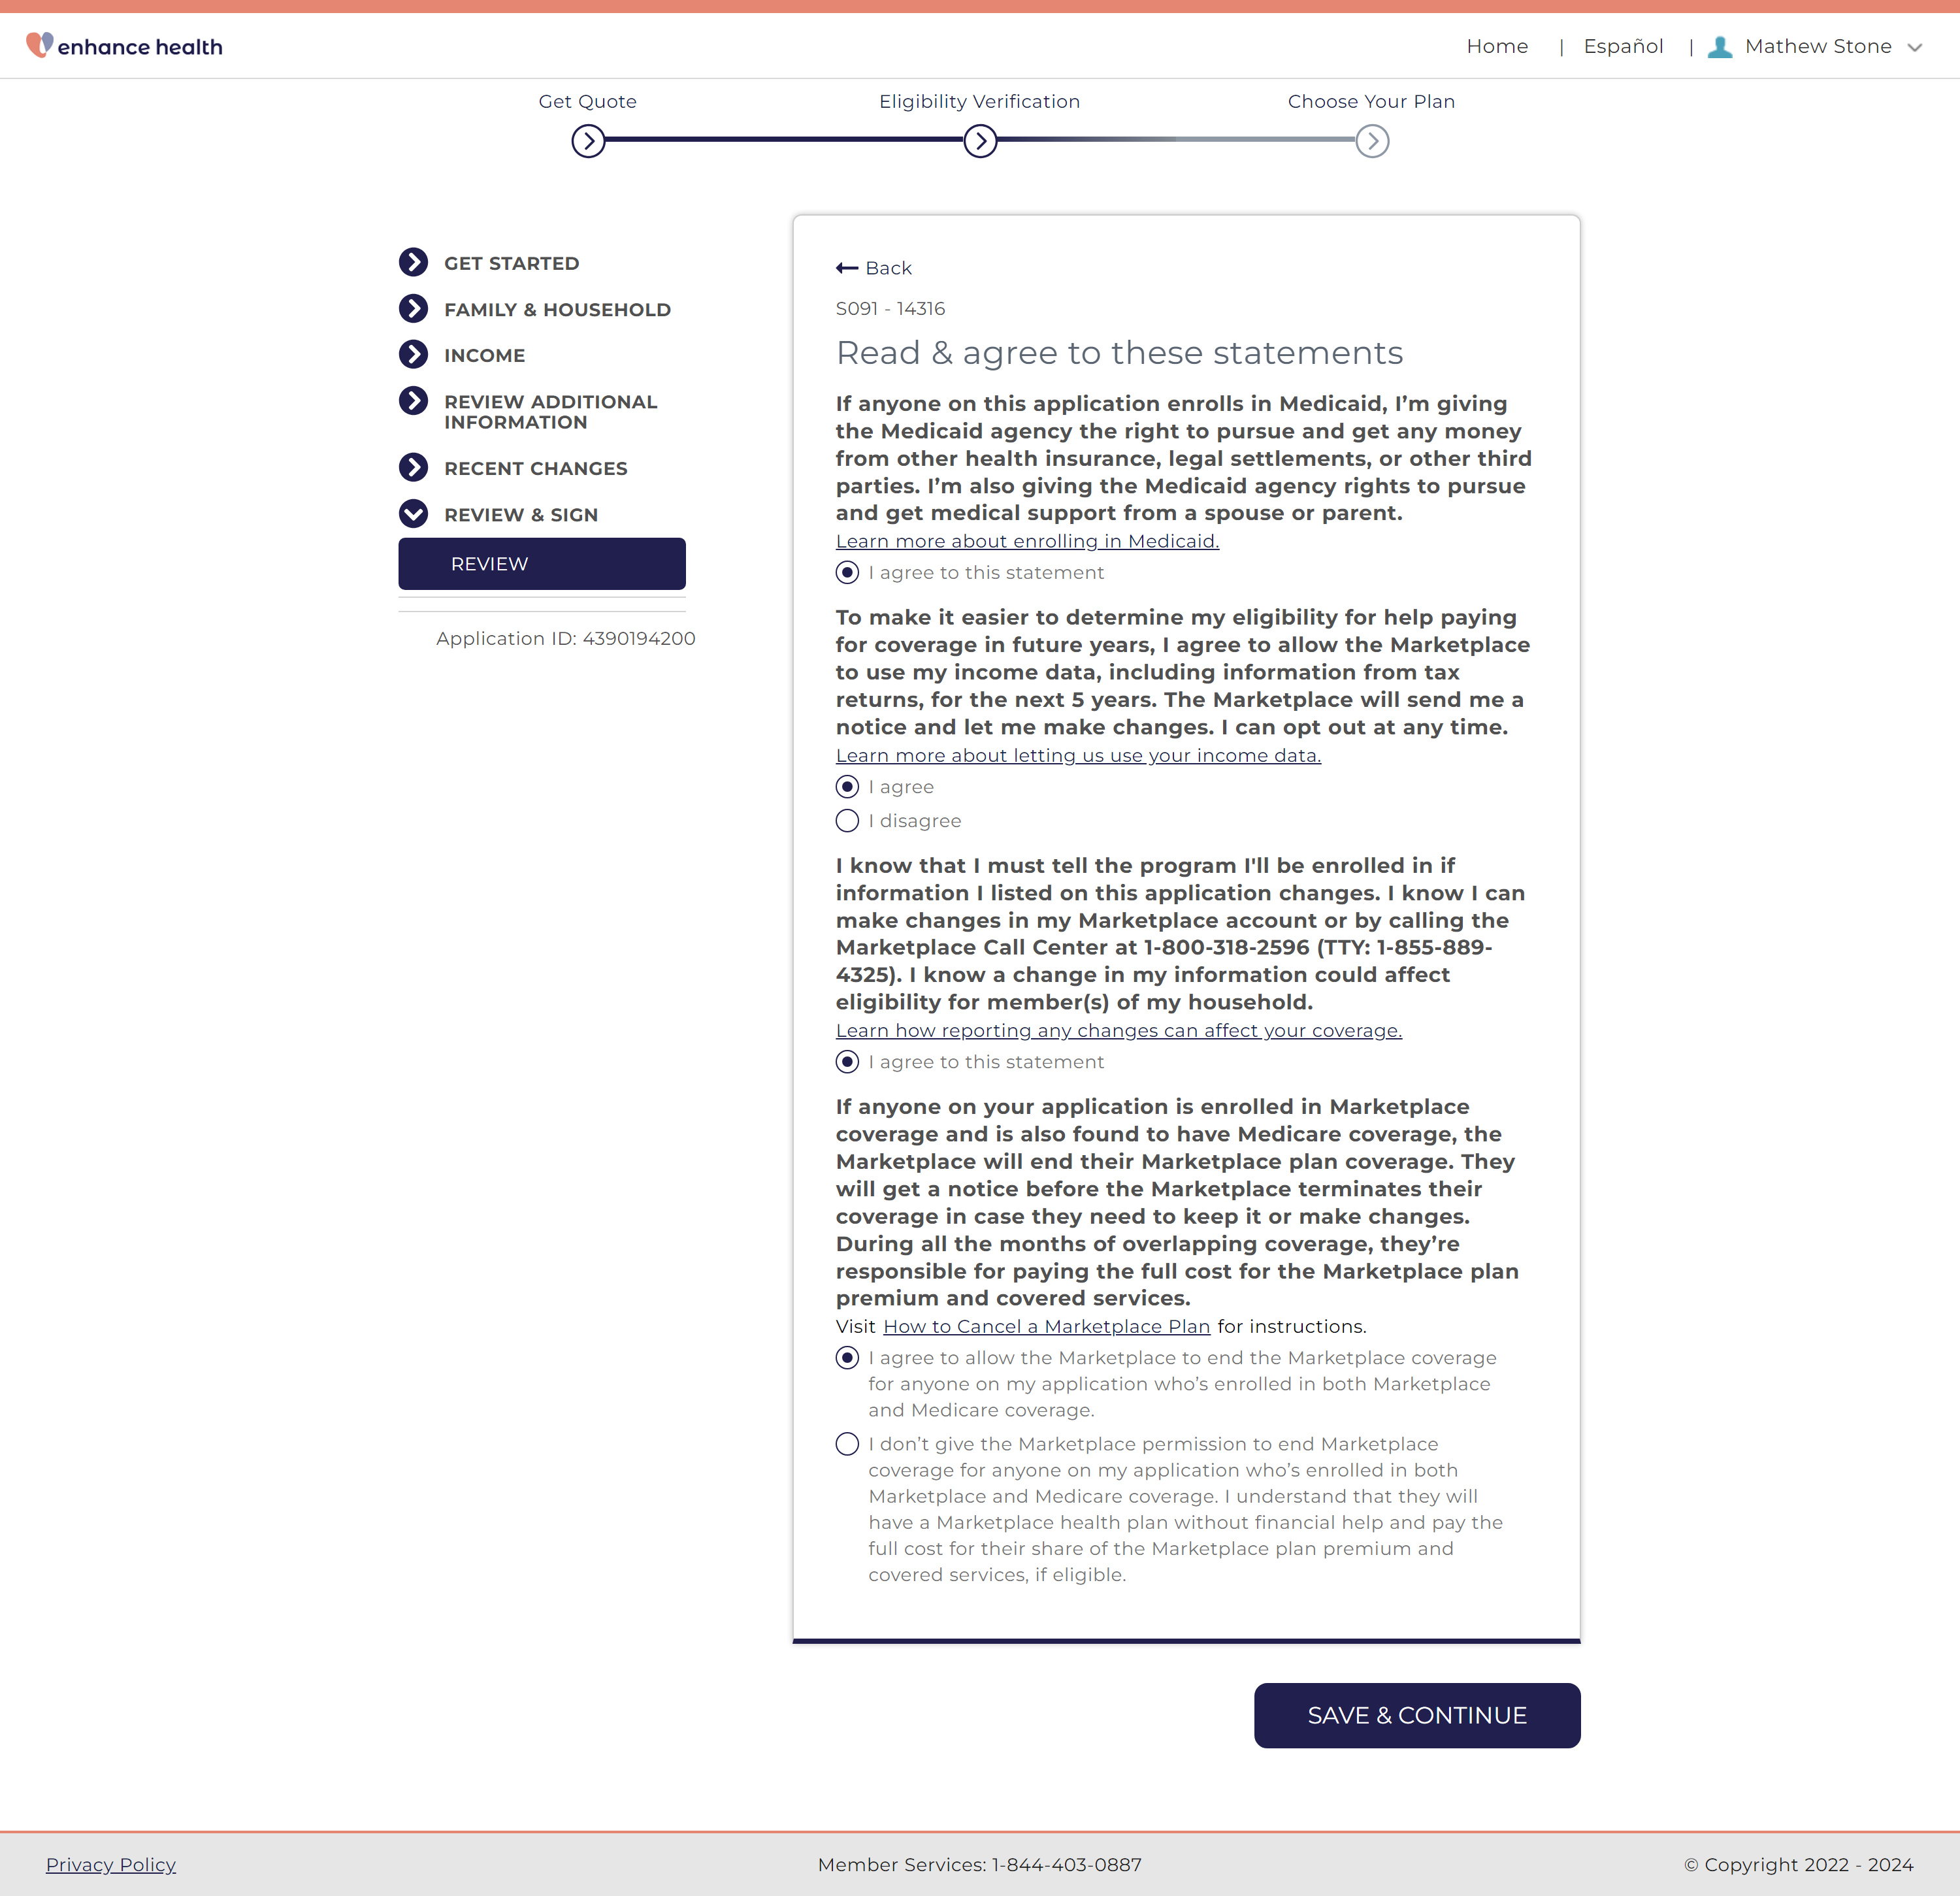 enhance health
Home | Español | Mathew Stone
Get Quote
Eligibility Verification
Choose Your Plan
GET STARTED
FAMILY & HOUSEHOLD
INCOME
REVIEW ADDITIONAL
INFORMATION
RECENT CHANGES
REVIEW & SIGN
REVIEW
Application ID: 4390194200
Back
S091 - 14316
Read & agree to these statements
If anyone on this application enrolls in Medicaid, I’m giving
the Medicaid agency the right to pursue and get any money
from other health insurance, legal settlements, or other third
parties. I’m also giving the Medicaid agency rights to pursue
and get medical support from a spouse or parent.
Learn more about enrolling in Medicaid.
I agree to this statement
To make it easier to determine my eligibility for help paying
for coverage in future years, I agree to allow the Marketplace
to use my income data, including information from tax
returns, for the next 5 years. The Marketplace will send me a
notice and let me make changes. I can opt out at any time.
Learn more about letting us use your income data.
I agree
I disagree
I know that I must tell the program I'll be enrolled in if
information I listed on this application changes. I know I can
make changes in my Marketplace account or by calling the
Marketplace Call Center at 1-800-318-2596 (TTY: 1-855-889-
4325). I know a change in my information could affect
eligibility for member(s) of my household.
Learn how reporting any changes can affect your coverage.
I agree to this statement
If anyone on your application is enrolled in Marketplace
coverage and is also found to have Medicare coverage, the
Marketplace will end their Marketplace plan coverage. They
will get a notice before the Marketplace terminates their
coverage in case they need to keep it or make changes.
During all the months of overlapping coverage, they’re
responsible for paying the full cost for the Marketplace plan
premium and covered services.
Visit How to Cancel a Marketplace Plan for instructions.
I agree to allow the Marketplace to end the Marketplace coverage
for anyone on my application who’s enrolled in both Marketplace
and Medicare coverage.
I don’t give the Marketplace permission to end Marketplace
coverage for anyone on my application who’s enrolled in both
Marketplace and Medicare coverage. I understand that they will
have a Marketplace health plan without financial help and pay the
full cost for their share of the Marketplace plan premium and
covered services, if eligible.
SAVE & CONTINUE
Privacy Policy
Member Services: 1-844-403-0887
© Copyright 2022 - 2024